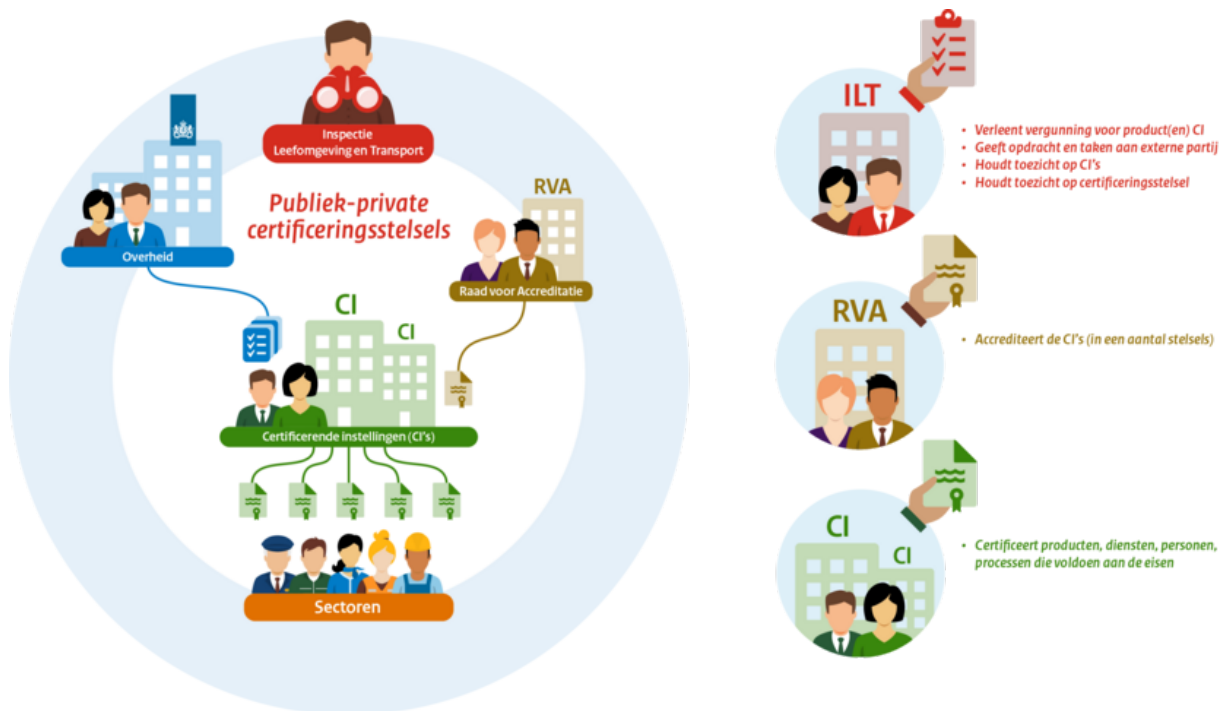 Inspectie
Leefomgeving en Transport
Publiek-private
certificeringsstelsels
Overheid
RVA
Raad voor Accreditatie
CI
CI
Certificerende instellingen (CI's)
Sectoren
ILT
• Verleent vergunning voor product(en) CI
• Geeft opdracht en taken aan externe partij
• Houdt toezicht op CI's
• Houdt toezicht op certificeringsstelsel
RVA
• Accrediteert de CI's (in een aantal stelsels)
CI
CI
• Certificeert producten, diensten, personen,
processen die voldoen aan de eisen